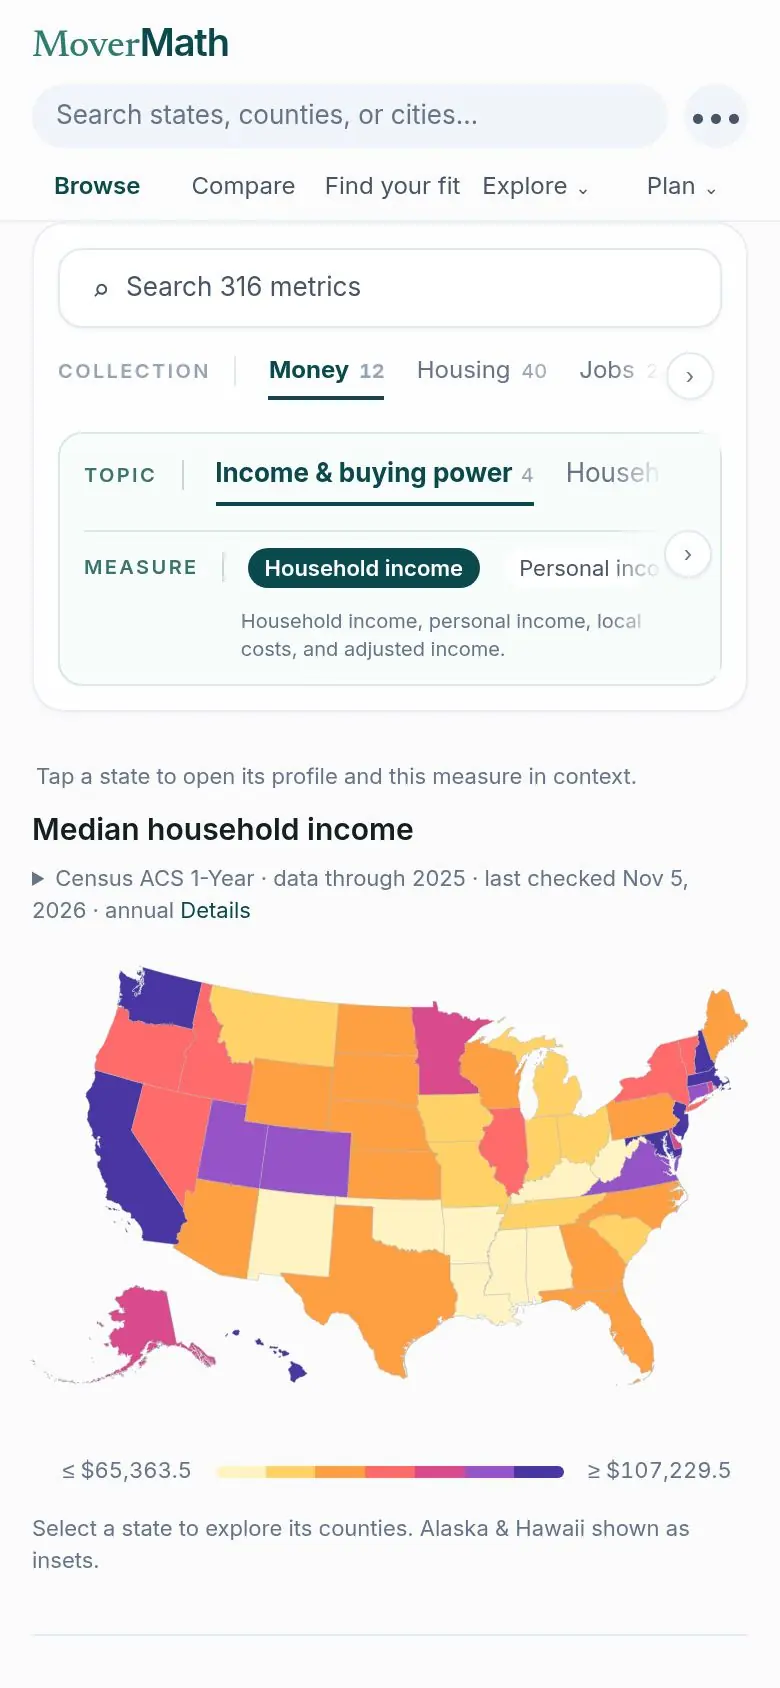 MoverMath
Search states, counties, or cities...
Browse Compare Find your fit Explore Plan
Search 316 metrics
COLLECTION Money 12 Housing 40 Jobs
TOPIC Income & buying power 4
MEASURE Household income Personal
Household income, personal income, local
costs, and adjusted income.
Tap a state to open its profile and this measure in context.
Median household income
▶ Census ACS 1-Year · data through 2025 · last checked Nov 5,
2026 · annual Details
≤ $65,363.5 ≥ $107,229.5
Select a state to explore its counties. Alaska & Hawaii shown as
insets.